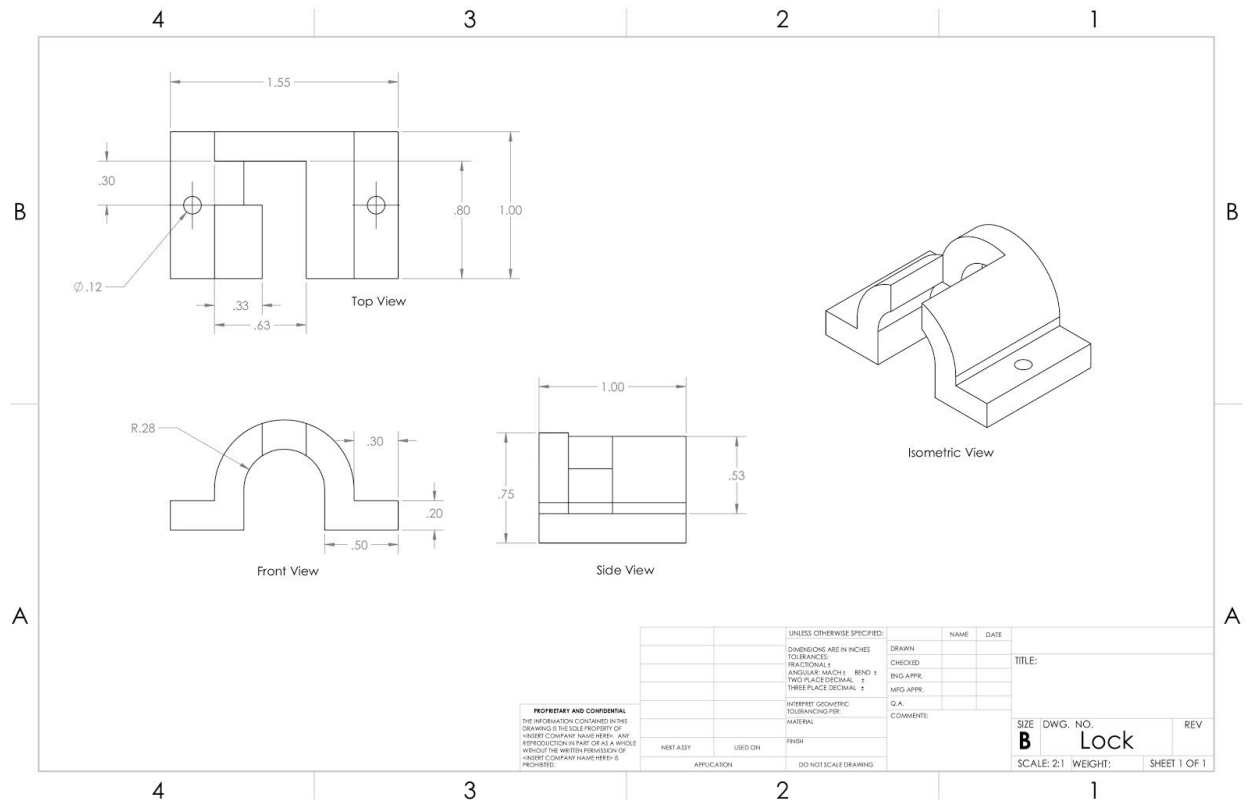 4 3 2 1
B B
A A
1.55
.30
.80
1.00
Ø.12
.33
.63
Top View
R.28
.30
.20
.50
Front View
1.00
.75
.53
Side View
Isometric View
PROPRIETARY AND CONFIDENTIAL
THE INFORMATION CONTAINED IN THIS
DRAWING IS THE SOLE PROPERTY OF
<INSERT COMPANY NAME HERE>. ANY
REPRODUCTION IN PART OR AS A WHOLE
WITHOUT THE WRITTEN PERMISSION OF
<INSERT COMPANY NAME HERE> IS
PROHIBITED.
NEXT ASSY USED ON
APPLICATION
UNLESS OTHERWISE SPECIFIED:
DIMENSIONS ARE IN INCHES
TOLERANCES:
FRACTIONAL ±
ANGULAR: MACH ± BEND ±
TWO PLACE DECIMAL ±
THREE PLACE DECIMAL ±
INTERPRET GEOMETRIC
TOLERANCING PER:
MATERIAL
FINISH
DO NOT SCALE DRAWING
NAME DATE
DRAWN
CHECKED
ENG APPR.
MFG APPR.
Q.A.
COMMENTS:
TITLE:
SIZE DWG. NO. REV
B Lock
SCALE: 2:1 WEIGHT: SHEET 1 OF 1
4 3 2 1